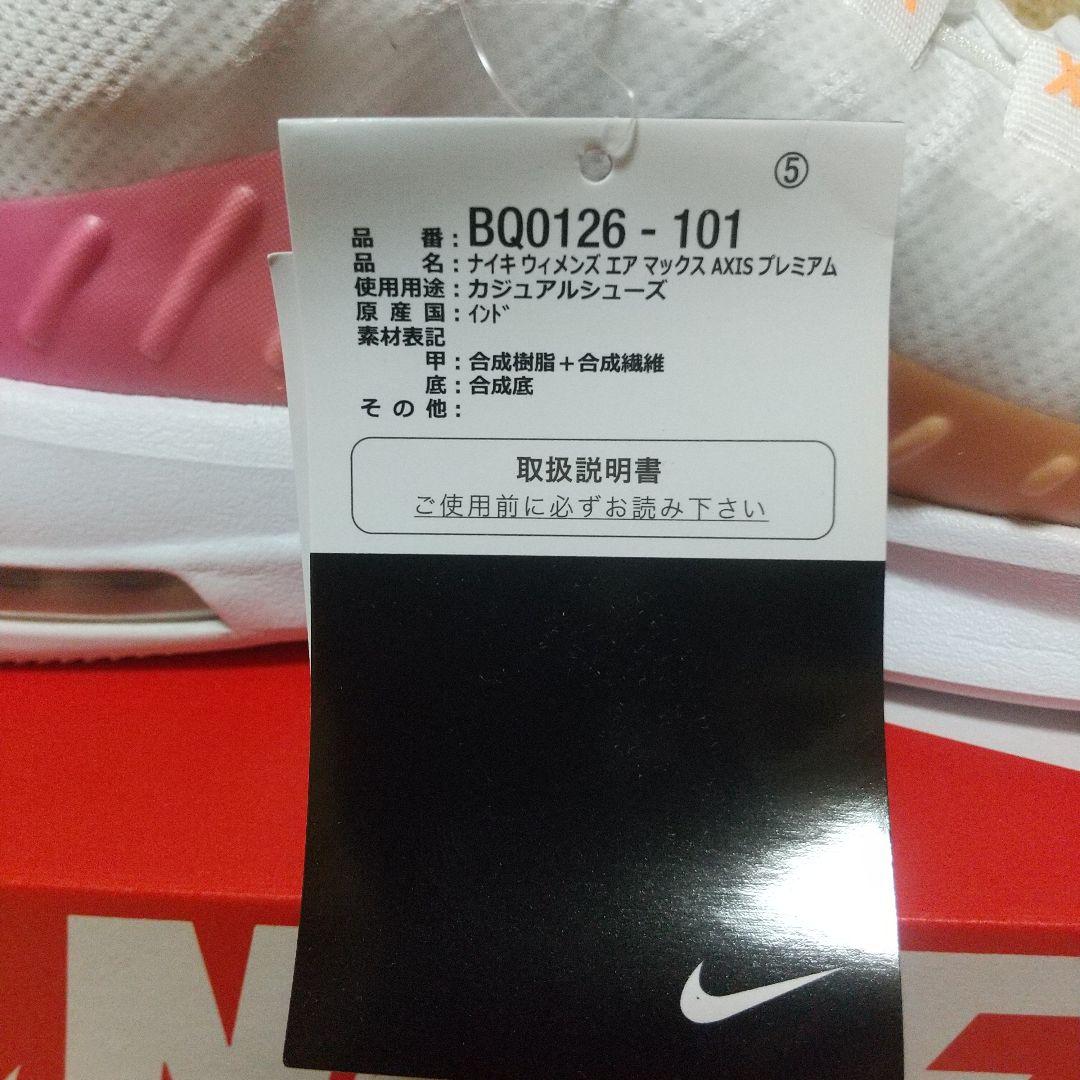 ⑤
品 番：BQ0126 - 101
品 名：ナイキ ウィメンズ エア マックス AXIS プレミアム
使用用途：カジュアルシューズ
原 産 国：ｲﾝﾄﾞ
素材表記
甲：合成樹脂＋合成繊維
底：合成底
そ の 他：
取扱説明書
ご使用前に必ずお読み下さい